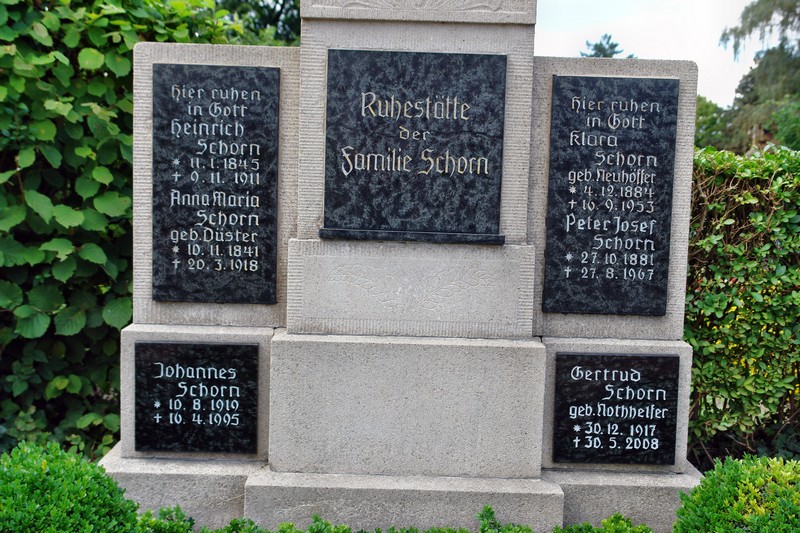 Hier ruhen
in Gott
Heinrich
Schorn
* 11. 1. 1845
+ 9. 11. 1911
Anna Maria
Schorn
geb. Düster
* 10. 11. 1841
+ 20. 3. 1918
Ruhestätte
der
Familie Schorn
Hier ruhen
in Gott
Klara
Schorn
geb. Neuhöffer
* 4. 12. 1884
+ 16. 9. 1953
Peter Josef
Schorn
* 27. 10. 1881
+ 27. 8. 1967
Johannes
Schorn
* 10. 8. 1919
+ 16. 4. 1995
Gertrud
Schorn
geb. Nothhelfer
* 30. 12. 1917
+ 30. 5. 2008